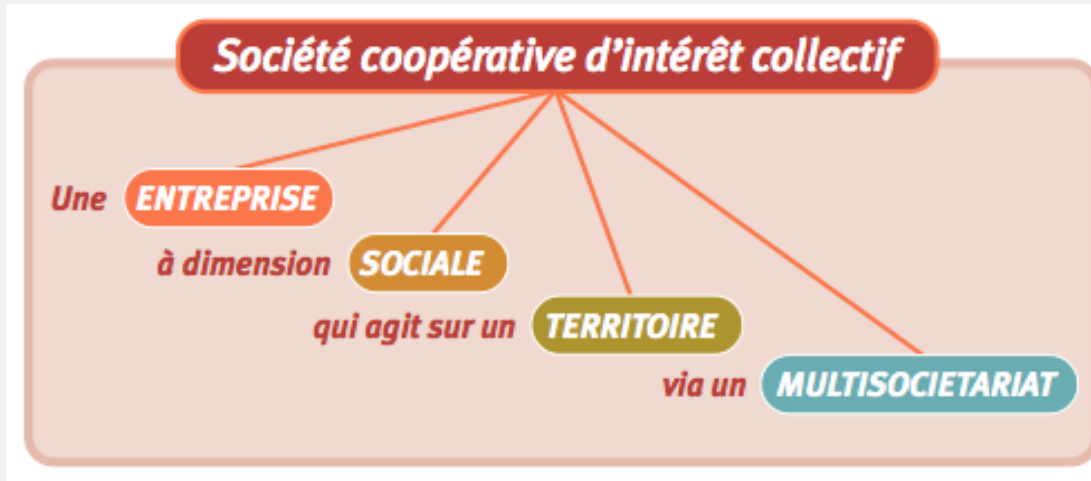 Société coopérative d'intérêt collectif
Une ENTREPRISE
à dimension SOCIALE
qui agit sur un TERRITOIRE
via un MULTISOCIETARIAT